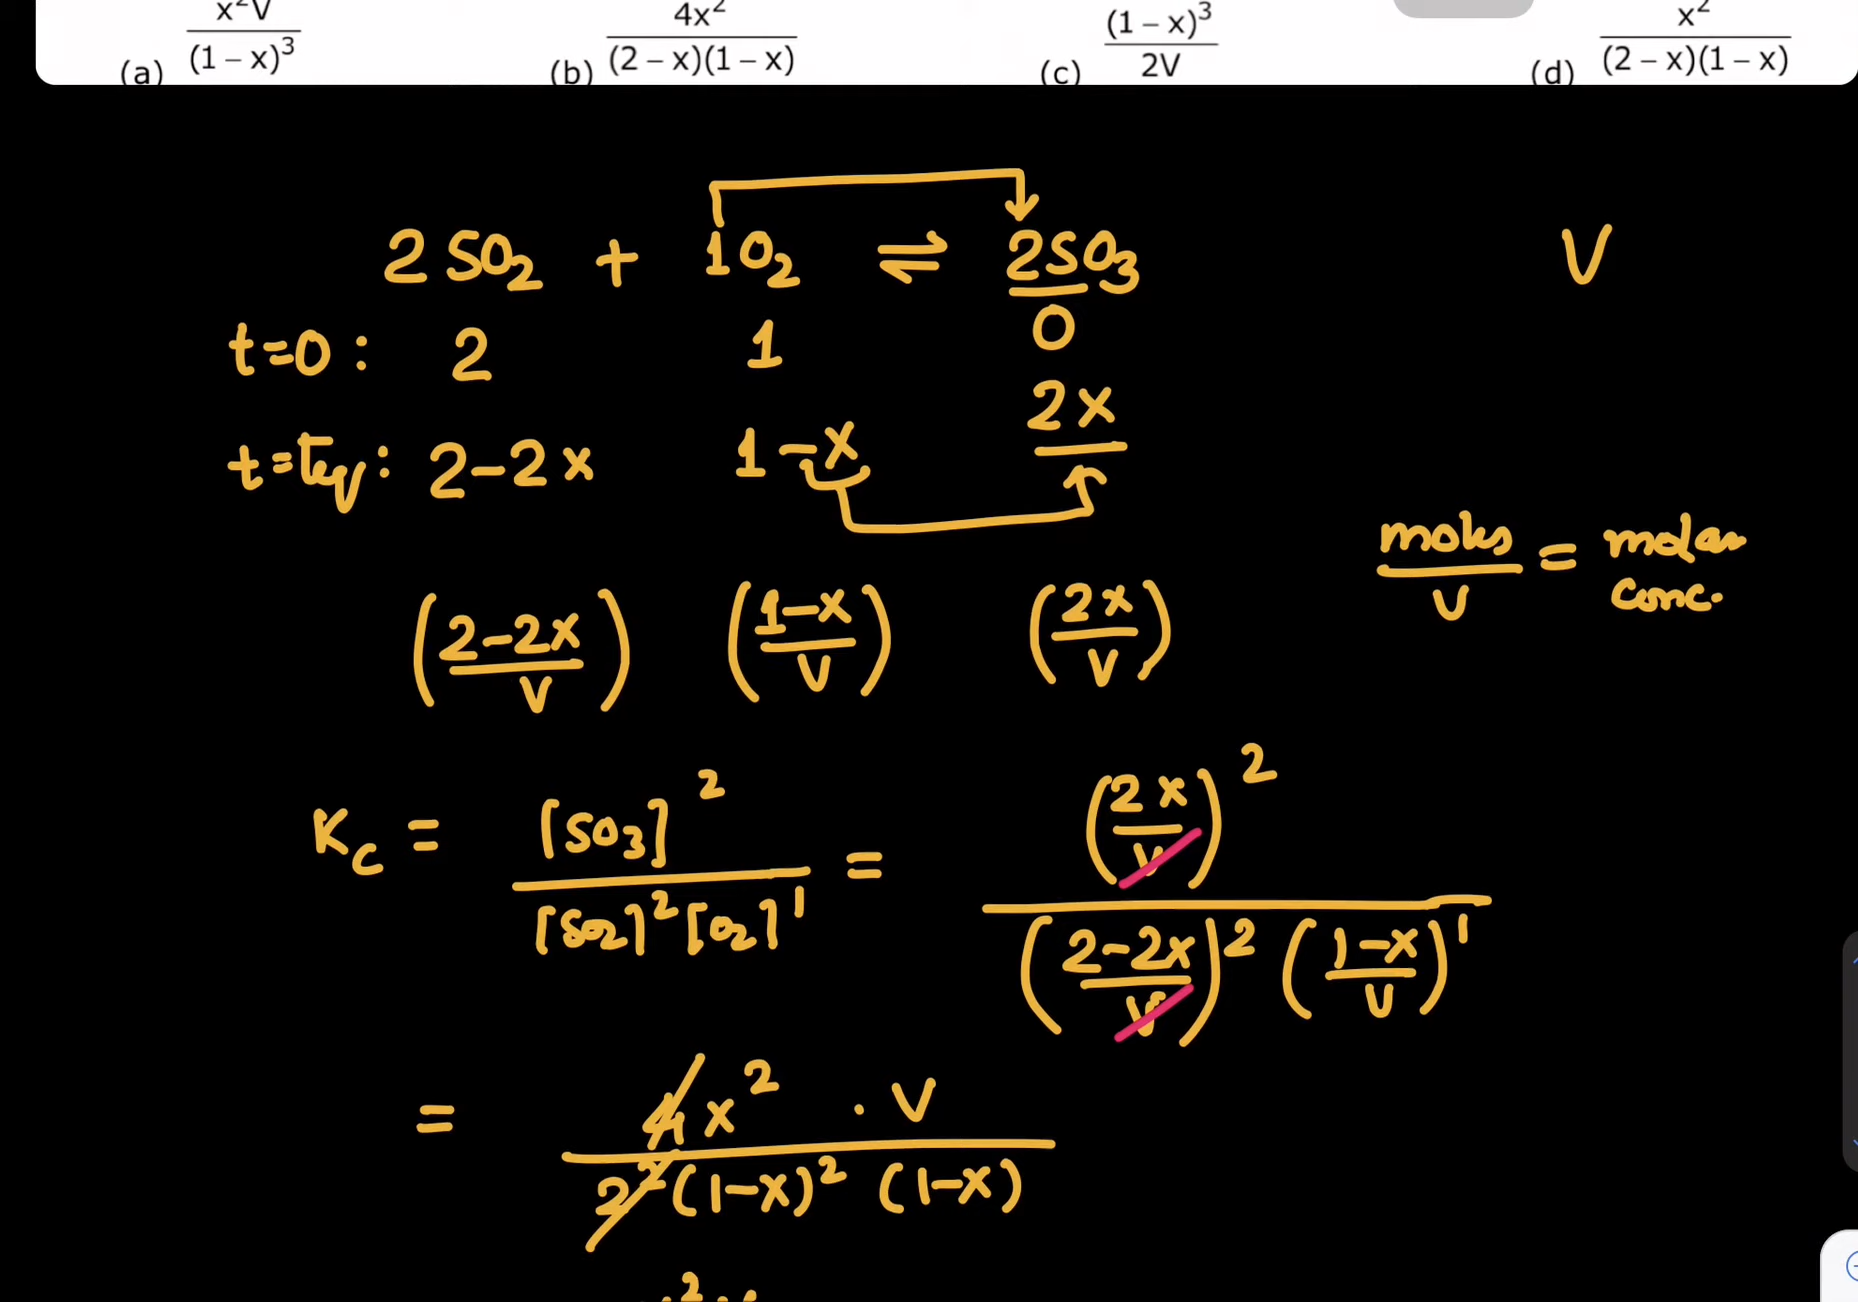 (a) x²V / (1 – x)³ (b) 4x² / (2 – x)(1 – x) (c) (1 – x)³ / 2V (d) x² / (2 – x)(1 – x)
2SO₂ + 1O₂ ⇌ 2SO₃ V
t=0 : 2 1 0
t=teq : 2-2x 1-x 2x
moles / V = molar conc.
((2-2x) / V) ((1-x) / V) (2x / V)
Kc = [SO₃]² / [SO₂]² [O₂]¹ = (2x / V)² / ((2-2x) / V)² ((1-x) / V)¹
= 4x² · V / 2² (1-x)² (1-x)